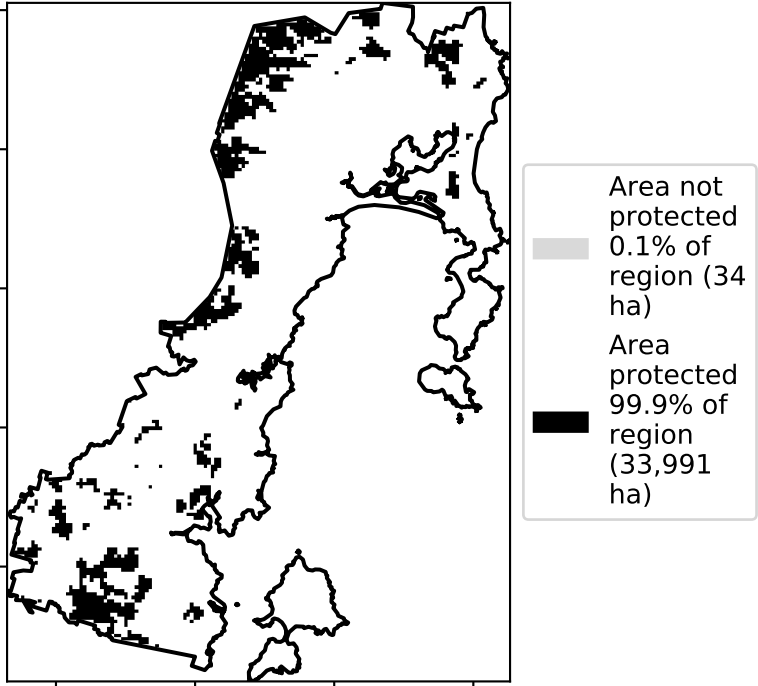 Area not
protected
0.1% of
region (34
ha)
Area
protected
99.9% of
region
(33,991
ha)